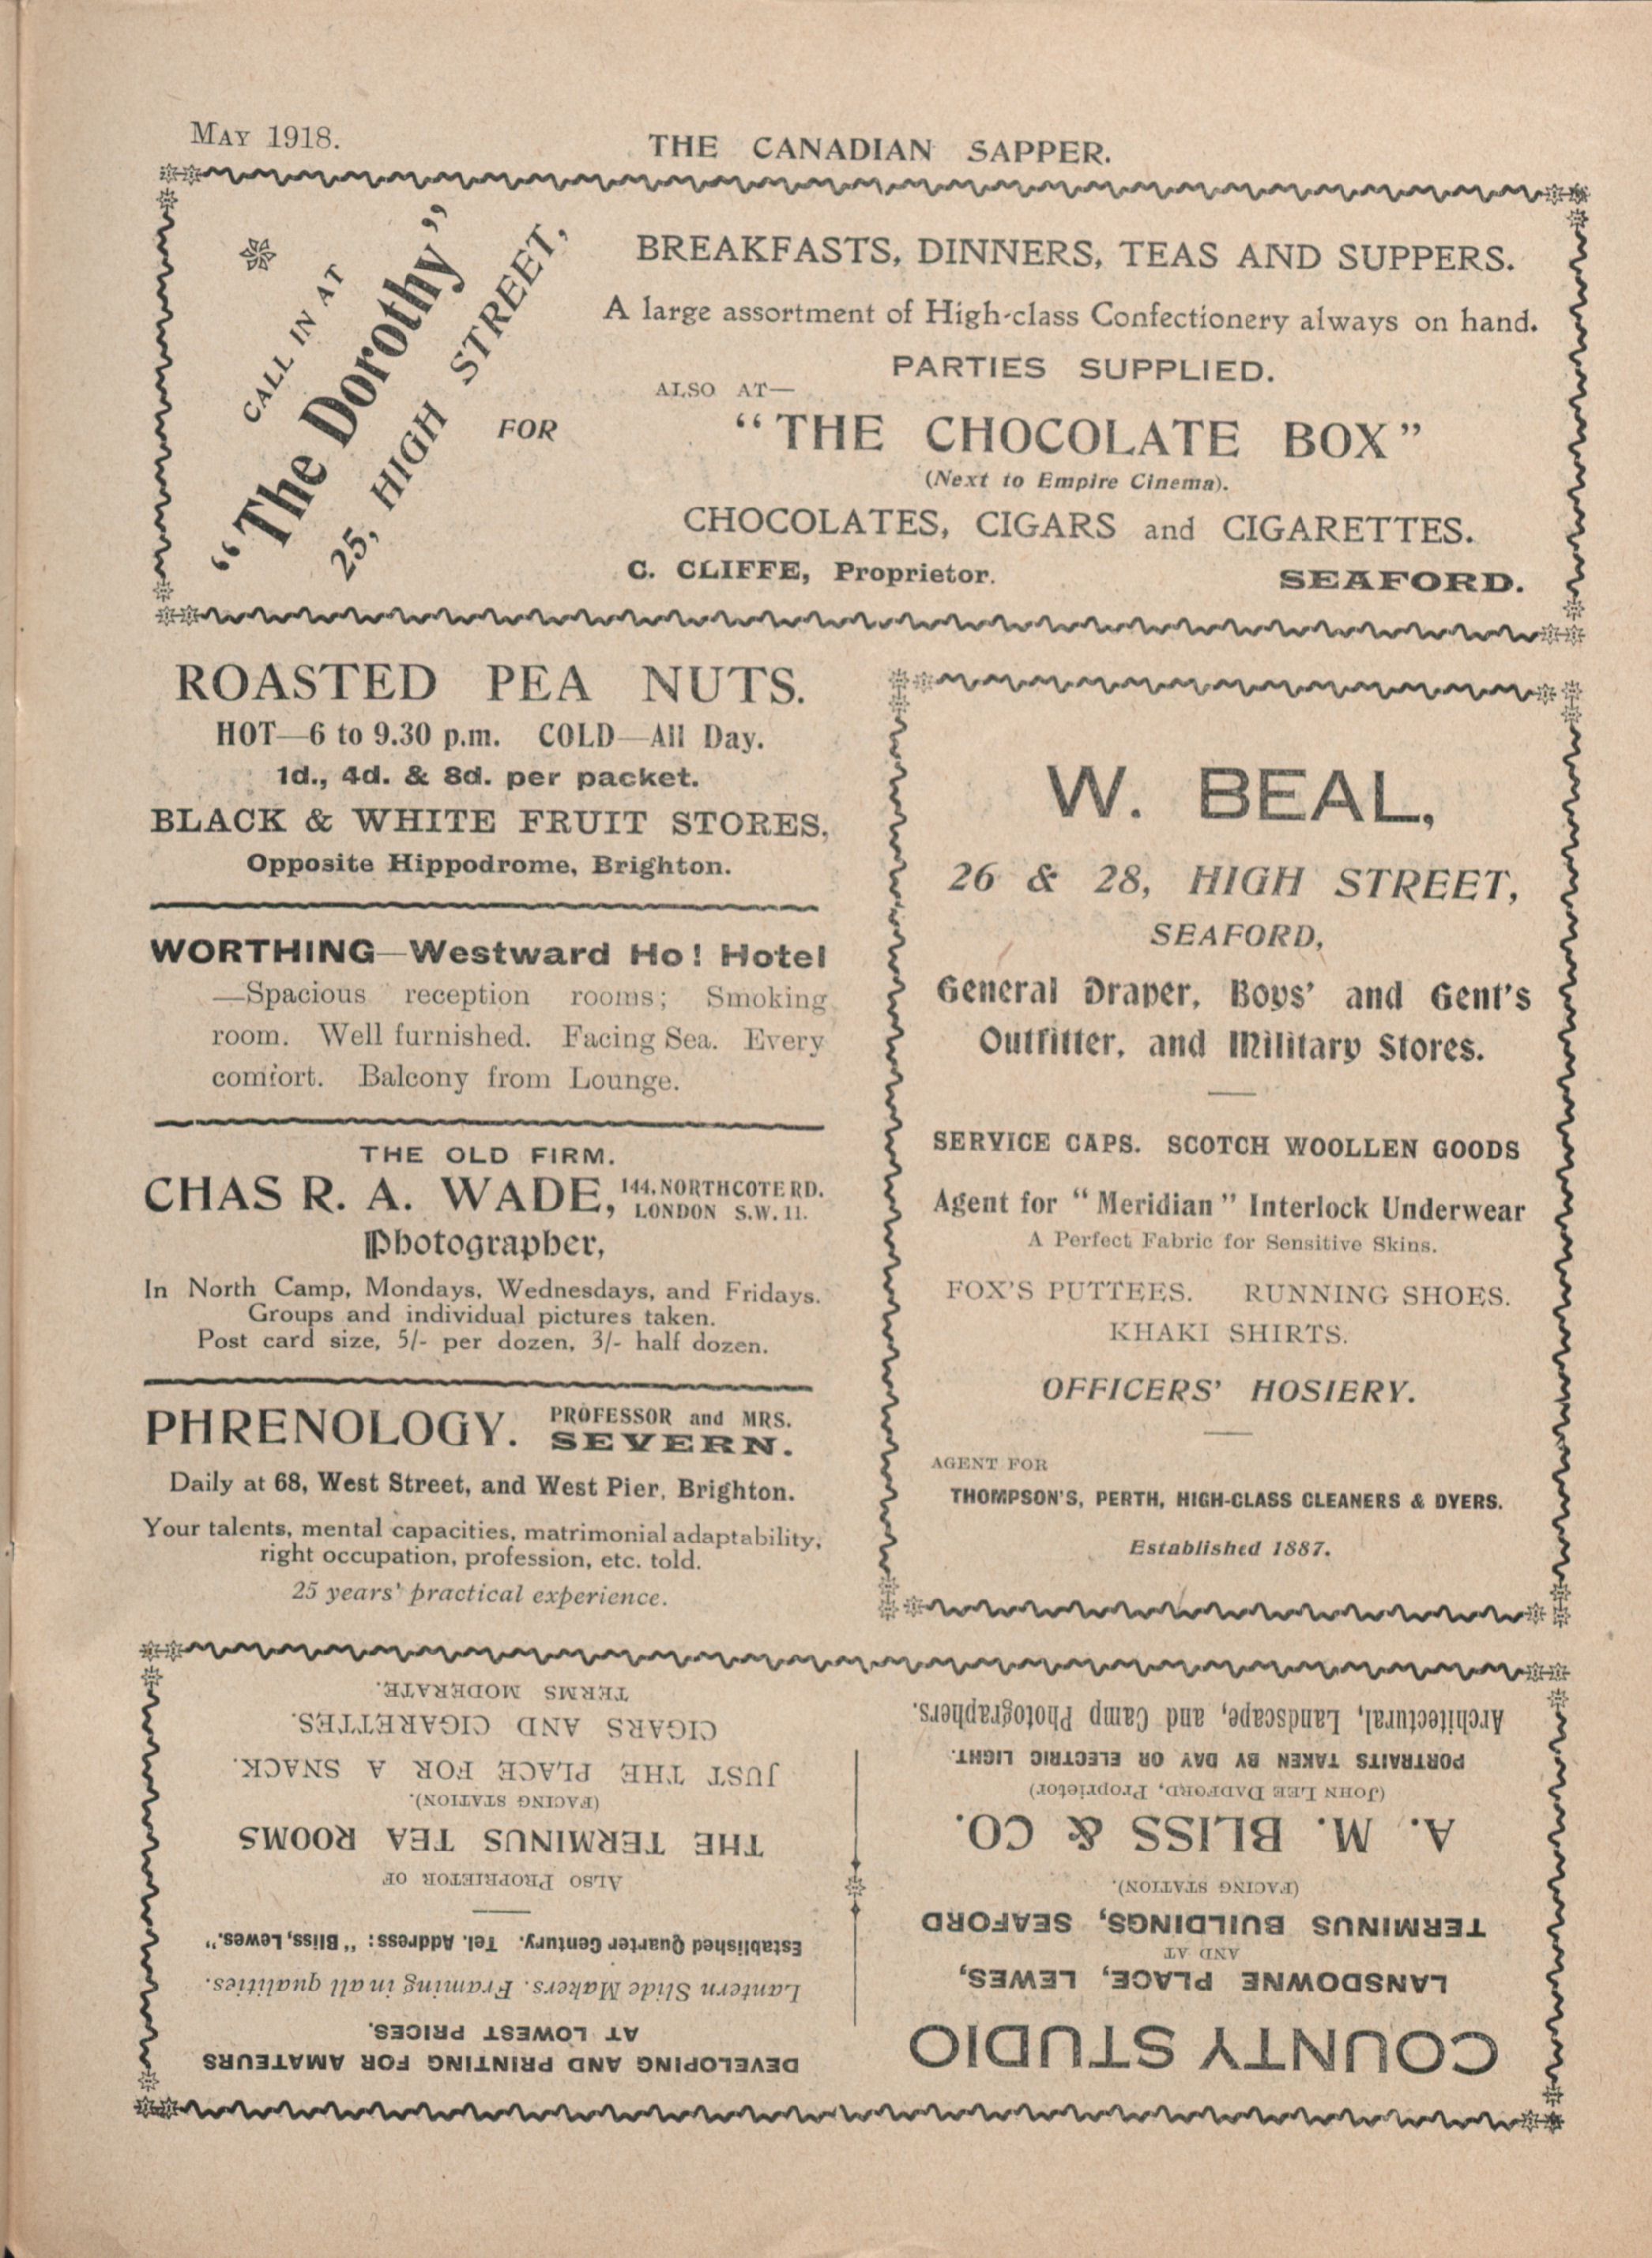 MAY 1918.
THE CANADIAN SAPPER.
CALL IN AT
"The Dorothy"
25, HIGH STREET,
FOR
BREAKFASTS, DINNERS, TEAS AND SUPPERS.
A large assortment of High-class Confectionery always on hand.
PARTIES SUPPLIED.
ALSO AT—
"THE CHOCOLATE BOX"
(Next to Empire Cinema).
CHOCOLATES, CIGARS and CIGARETTES.
C. CLIFFE, Proprietor. SEAFORD.
ROASTED PEA NUTS.
HOT—6 to 9.30 p.m. COLD—All Day.
1d., 4d. & 8d. per packet.
BLACK & WHITE FRUIT STORES,
Opposite Hippodrome, Brighton.
WORTHING—Westward Ho! Hotel
—Spacious reception rooms; Smoking
room. Well furnished. Facing Sea. Every
comfort. Balcony from Lounge.
THE OLD FIRM.
CHAS R. A. WADE, 144, NORTHCOTE RD.
LONDON S.W. 11.
Photographer,
In North Camp, Mondays, Wednesdays, and Fridays.
Groups and individual pictures taken.
Post card size, 5/- per dozen, 3/- half dozen.
PHRENOLOGY. PROFESSOR and MRS.
SEVERN.
Daily at 68, West Street, and West Pier, Brighton.
Your talents, mental capacities, matrimonial adaptability,
right occupation, profession, etc. told.
25 years' practical experience.
W. BEAL,
26 & 28, HIGH STREET,
SEAFORD,
General Draper, Boys' and Gent's
Outfitter, and Military Stores.
SERVICE CAPS. SCOTCH WOOLLEN GOODS
Agent for "Meridian" Interlock Underwear
A Perfect Fabric for Sensitive Skins.
FOX'S PUTTEES. RUNNING SHOES.
KHAKI SHIRTS.
OFFICERS' HOSIERY.
AGENT FOR
THOMPSON'S, PERTH, HIGH-CLASS CLEANERS & DYERS.
Established 1887.
COUNTY STUDIO
LANSDOWNE PLACE, LEWES,
AND AT
TERMINUS BUILDINGS, SEAFORD
(FACING STATION).
A. M. BLISS & CO.
(JOHN LEE DADFORD, Proprietor)
PORTRAITS TAKEN BY DAY OR ELECTRIC LIGHT.
Architectural, Landscape, and Camp Photographers.
DEVELOPING AND PRINTING FOR AMATEURS
AT LOWEST PRICES.
Lantern Slide Makers. Framing in all qualities.
Established Quarter Century. Tel. Address: "Bliss, Lewes."
ALSO PROPRIETOR OF
THE TERMINUS TEA ROOMS
(FACING STATION).
JUST THE PLACE FOR A SNACK.
CIGARS AND CIGARETTES.
TERMS MODERATE.